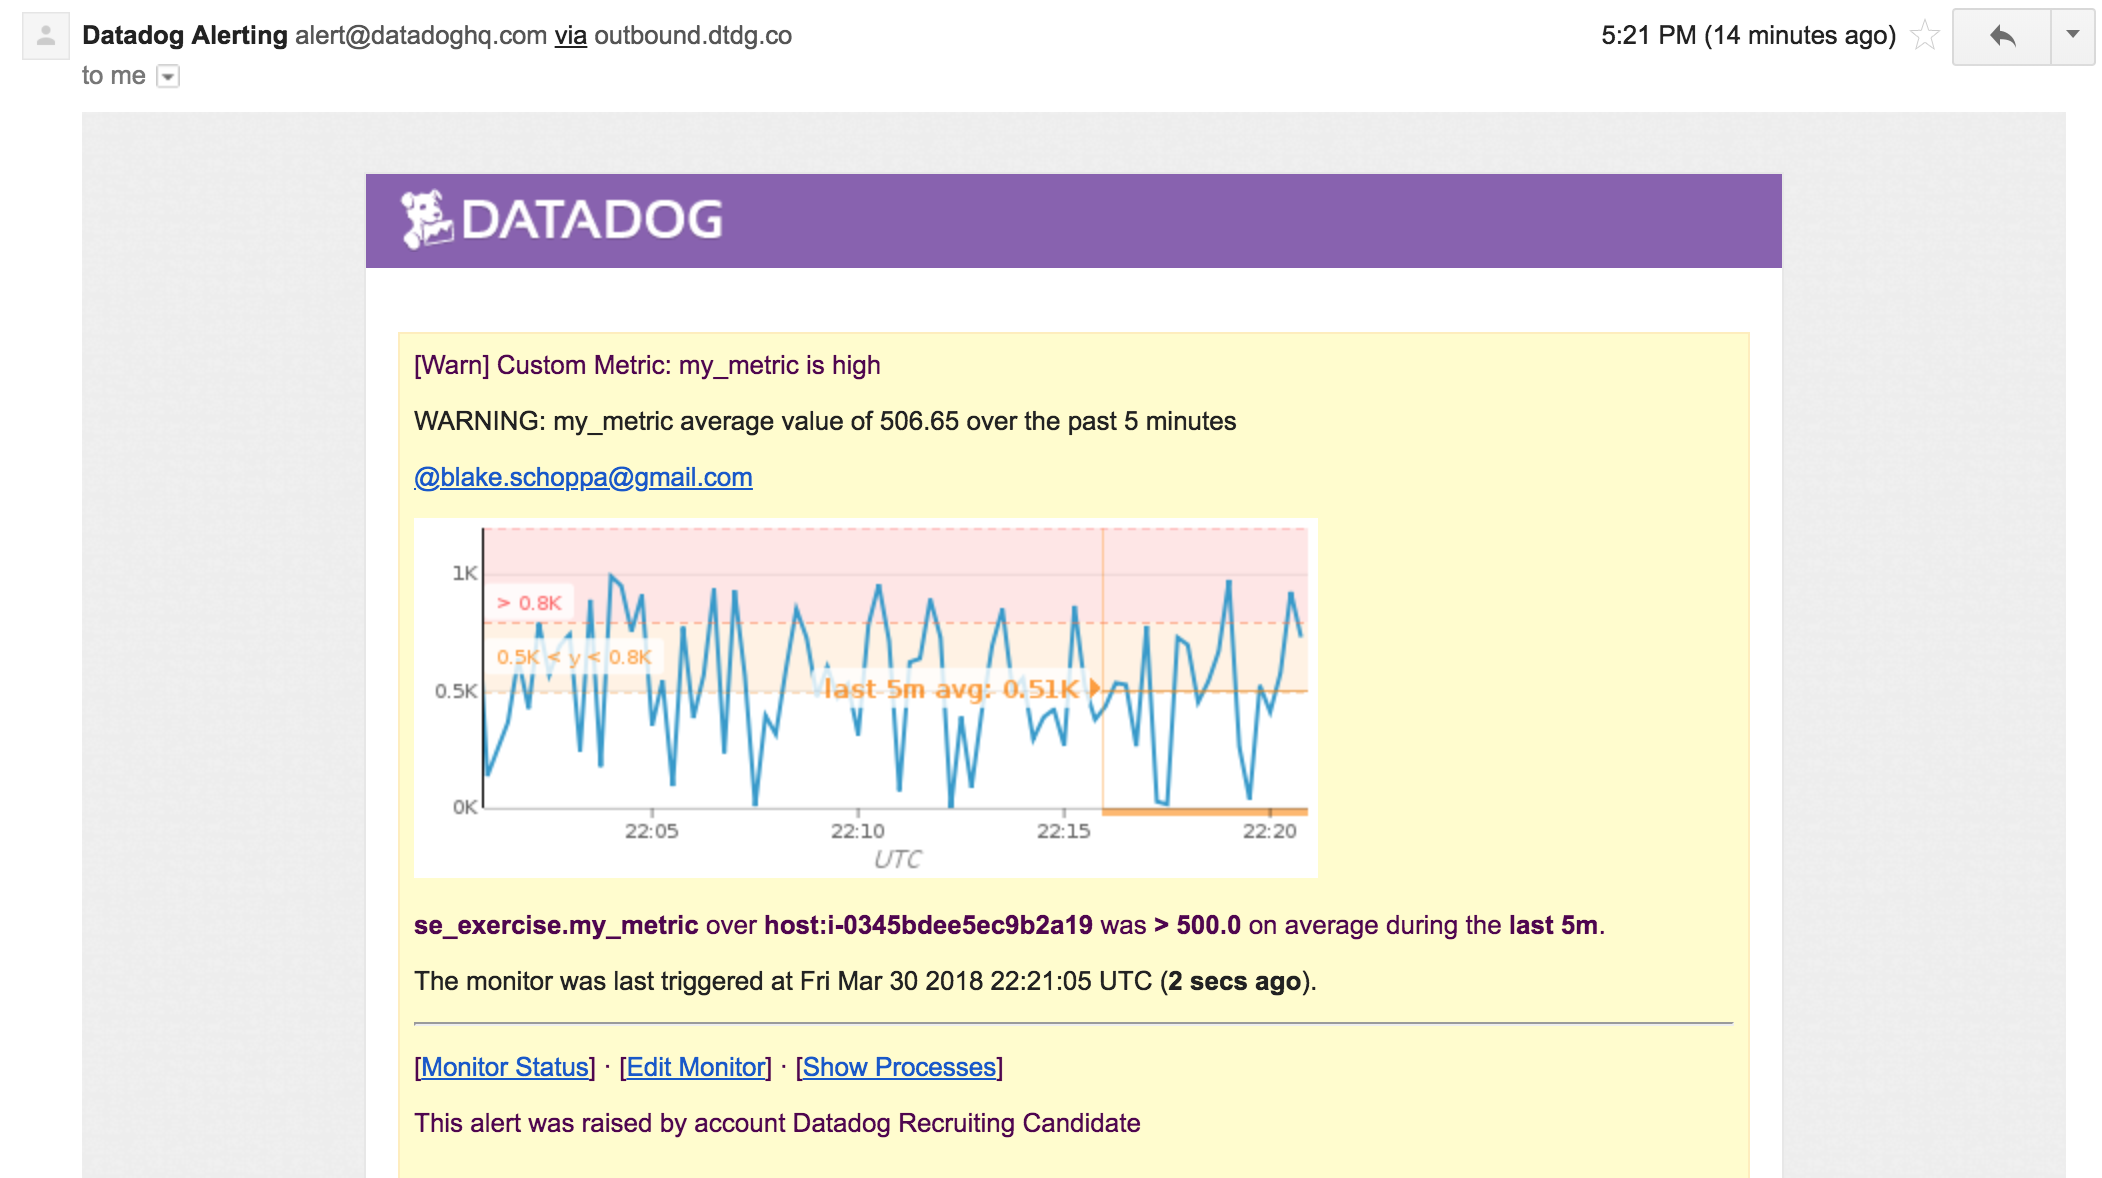 Datadog Alerting alert@datadoghq.com via outbound.dtdg.co
5:21 PM (14 minutes ago)
to me
DATADOG
[Warn] Custom Metric: my_metric is high
WARNING: my_metric average value of 506.65 over the past 5 minutes
@blake.schoppa@gmail.com
1K
> 0.8K
0.5K < y < 0.8K
0.5K
last 5m avg: 0.51K
0K
22:05 22:10 22:15 22:20
UTC
se_exercise.my_metric over host:i-0345bdee5ec9b2a19 was > 500.0 on average during the last 5m.
The monitor was last triggered at Fri Mar 30 2018 22:21:05 UTC (2 secs ago).
[Monitor Status] · [Edit Monitor] · [Show Processes]
This alert was raised by account Datadog Recruiting Candidate